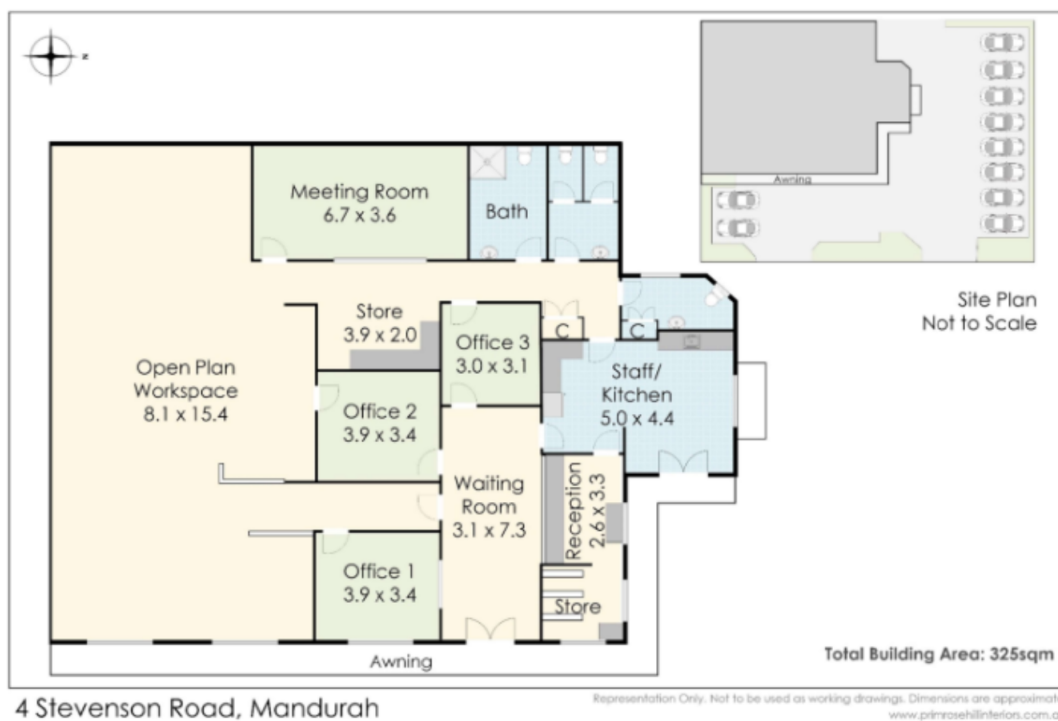 N
Awning
Meeting Room
6.7 x 3.6
Bath
Site Plan
Not to Scale
Store
3.9 x 2.0
C
C
Office 3
3.0 x 3.1
Open Plan
Workspace
8.1 x 15.4
Staff/
Kitchen
5.0 x 4.4
Office 2
3.9 x 3.4
Waiting
Room
3.1 x 7.3
Reception
2.6 x 3.3
Office 1
3.9 x 3.4
Store
Awning
Total Building Area: 325sqm
4 Stevenson Road, Mandurah
Representation Only. Not to be used as working drawings. Dimensions are approximat
www.primrosehillinteriors.com.a